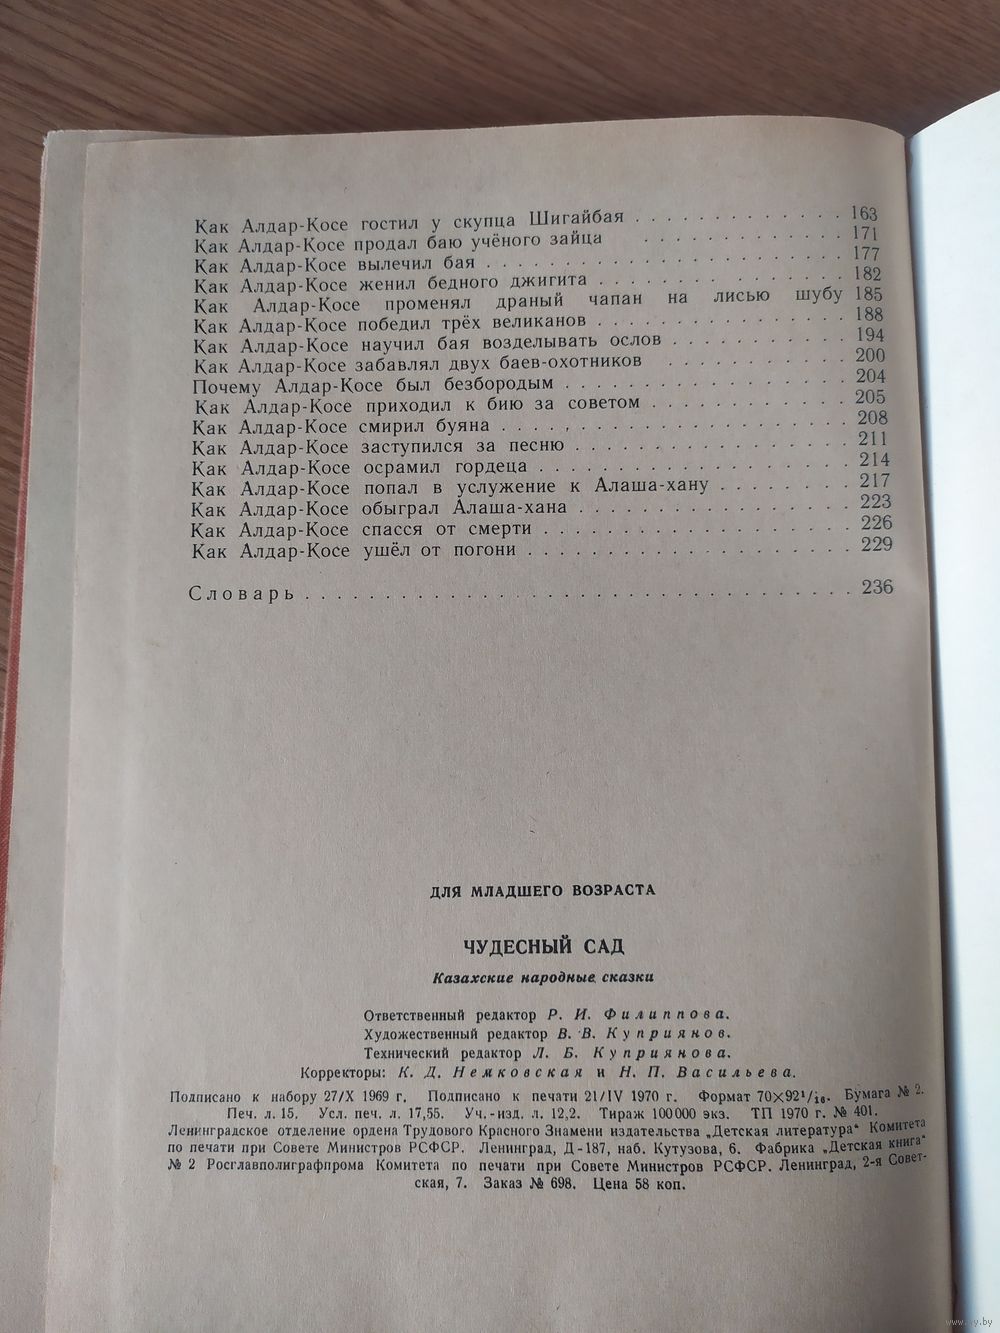 Как Алдар-Косе гостил у скупца Шигайбая . . . . . . . . . . . . . 163
Как Алдар-Косе продал баю учёного зайца . . . . . . . . . . . . 171
Как Алдар-Косе вылечил бая . . . . . . . . . . . . . . . . . . . . . 177
Как Алдар-Косе женил бедного джигита . . . . . . . . . . . . . . 182
Как Алдар-Косе променял драный чапан на лисью шубу 185
Как Алдар-Косе победил трёх великанов . . . . . . . . . . . . . . 188
Как Алдар-Косе научил бая возделывать ослов . . . . . . . . . . 194
Как Алдар-Косе забавлял двух баев-охотников . . . . . . . . . . 200
Почему Алдар-Косе был безбородым . . . . . . . . . . . . . . . . 204
Как Алдар-Косе приходил к бию за советом . . . . . . . . . . . 205
Как Алдар-Косе смирил буяна . . . . . . . . . . . . . . . . . . . . 208
Как Алдар-Косе заступился за песню . . . . . . . . . . . . . . . 211
Как Алдар-Косе осрамил гордеца . . . . . . . . . . . . . . . . . . 214
Как Алдар-Косе попал в услужение к Алаша-хану . . . . . . . . 217
Как Алдар-Косе обыграл Алаша-хана . . . . . . . . . . . . . . . 223
Как Алдар-Косе спасся от смерти . . . . . . . . . . . . . . . . . 226
Как Алдар-Косе ушёл от погони . . . . . . . . . . . . . . . . . . 229
Словарь . . . . . . . . . . . . . . . . . . . . . . . . . . . . . . 236
ДЛЯ МЛАДШЕГО ВОЗРАСТА
ЧУДЕСНЫЙ САД
Казахские народные сказки
Ответственный редактор Р. И. Филиппова.
Художественный редактор В. В. Куприянов.
Технический редактор Л. Б. Куприянова.
Корректоры: К. Д. Немковская и Н. П. Васильева.
Подписано к набору 27/X 1969 г. Подписано к печати 21/IV 1970 г. Формат 70×92¹/₁₆. Бумага № 2.
Печ. л. 15. Усл. печ. л. 17,55. Уч.-изд. л. 12,2. Тираж 100 000 экз. ТП 1970 г. № 401.
Ленинградское отделение ордена Трудового Красного Знамени издательства „Детская литература“ Комитета
по печати при Совете Министров РСФСР. Ленинград, Д-187, наб. Кутузова, 6. Фабрика „Детская книга“
№ 2 Росглавполиграфпрома Комитета по печати при Совете Министров РСФСР. Ленинград, 2-я Совет-
ская, 7. Заказ № 698. Цена 58 коп.